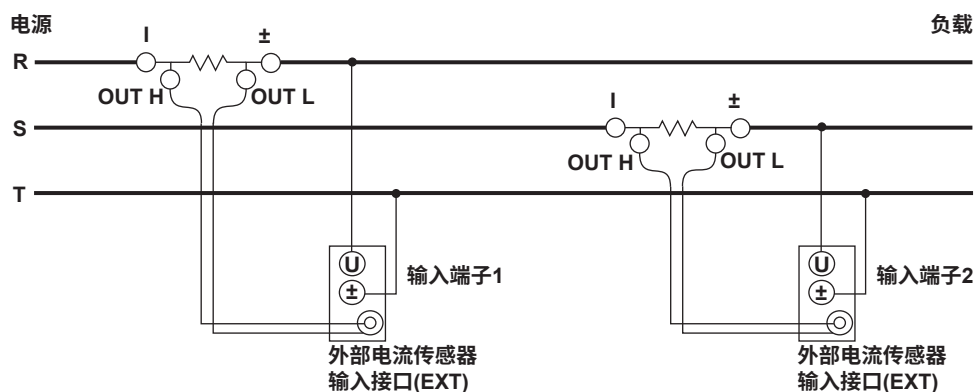 电源
负载
I
±
R
OUT H
OUT L
I
±
S
OUT H
OUT L
T
U
±
输入端子1
U
±
输入端子2
外部电流传感器
输入接口(EXT)
外部电流传感器
输入接口(EXT)